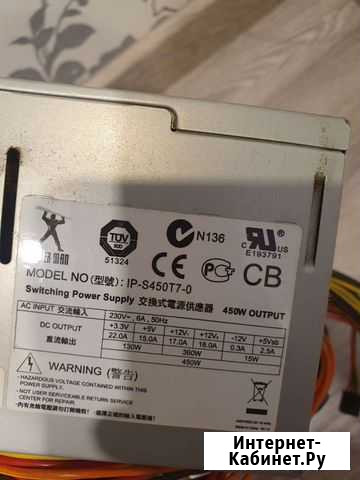 N136
C US
E193791
TÜV
51324
CE
CB
MODEL NO (型號): IP-S450T7-0
Switching Power Supply 交換式電源供應器 450W OUTPUT
AC INPUT 交流輸入 230V~, 6A, 50Hz
DC OUTPUT +3.3V +5V +12V₁ +12V₂ -12V +5Vsb
直流輸出 22.0A 15.0A 17.0A 16.0A 0.3A 2.5A
130W 360W 15W
450W
WARNING (警告)
- HAZARDOUS VOLTAGE CONTAINED WITHIN THIS
POWER SUPPLY.
- NOT USER SERVICEABLE. RETURN TO SERVICE
CENTER FOR REPAIR.
Интернет-
Кабинет.Ру